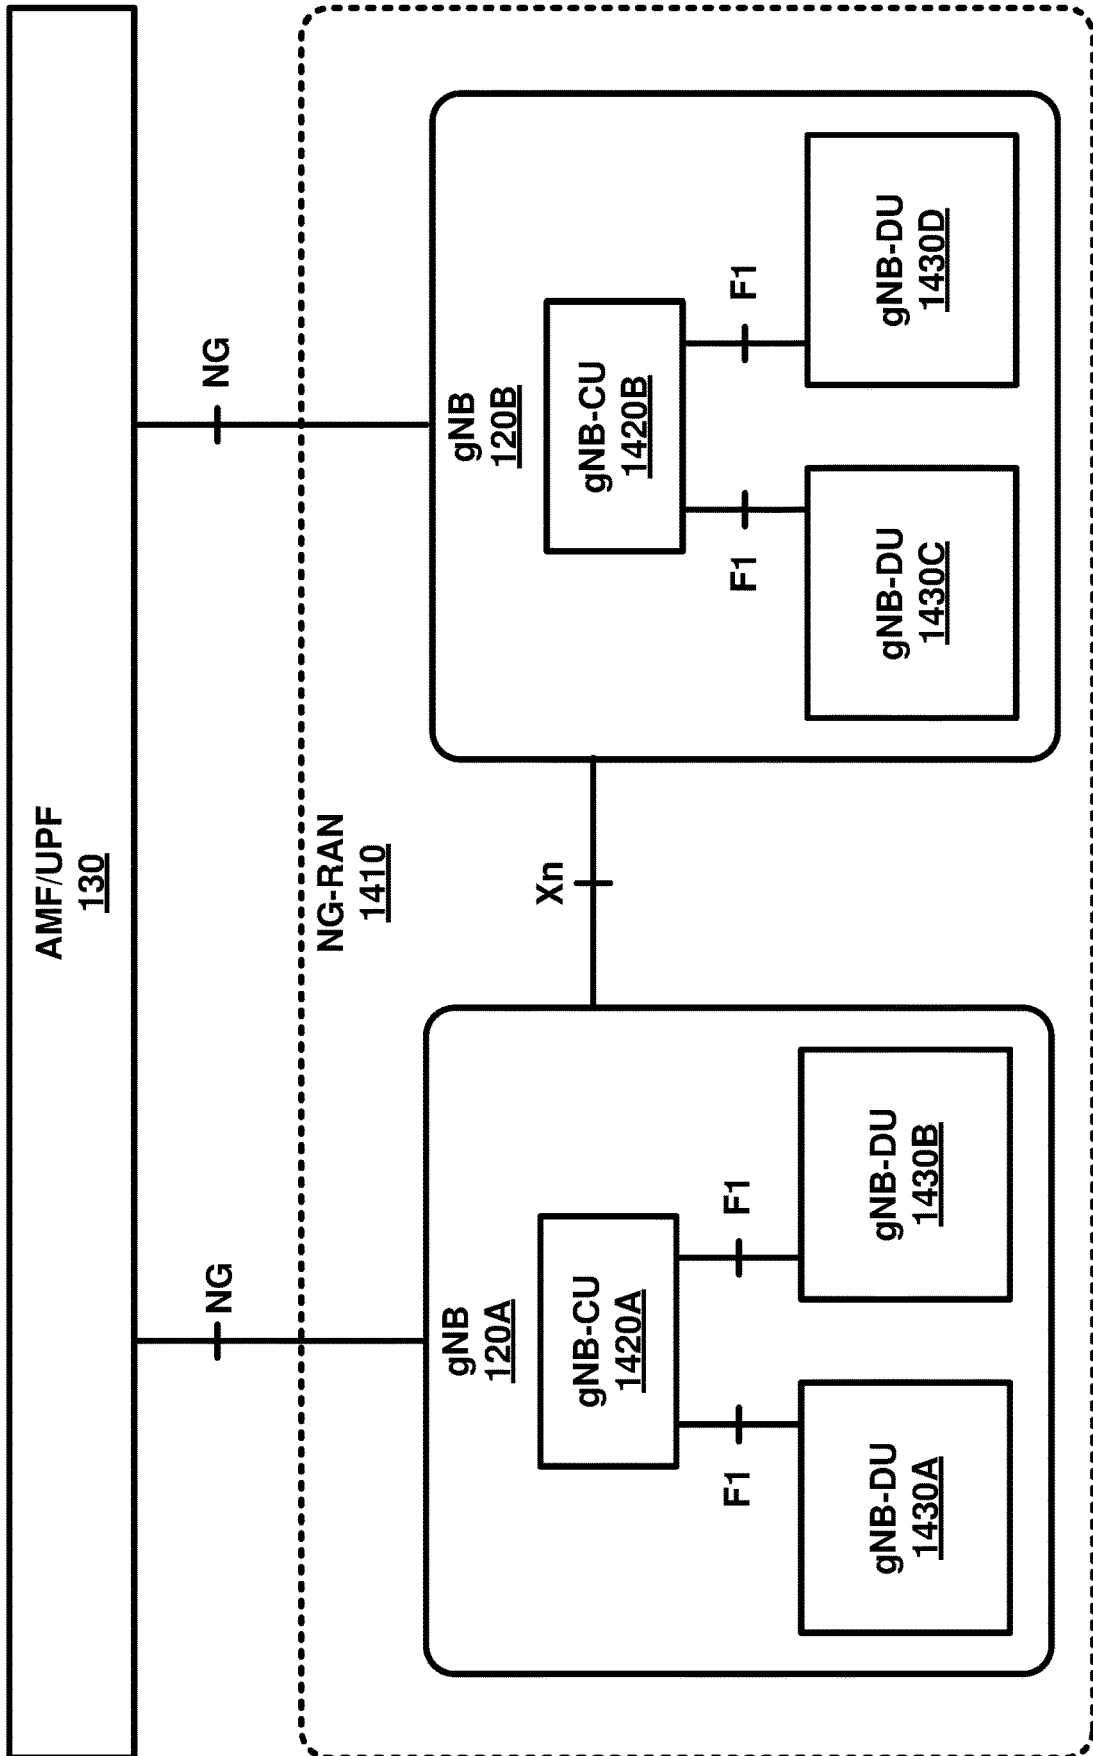 AMF/UPF
130
NG
NG
NG-RAN
1410
gNB
120A
gNB-CU
1420A
F1
F1
gNB-DU
1430A
gNB-DU
1430B
Xn
gNB
120B
gNB-CU
1420B
F1
F1
gNB-DU
1430C
gNB-DU
1430D